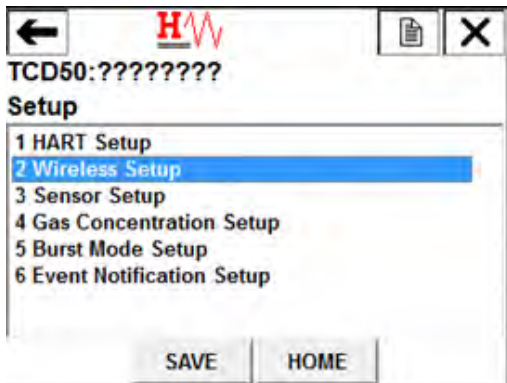 H
TCD50:????????
Setup
1 HART Setup
2 Wireless Setup
3 Sensor Setup
4 Gas Concentration Setup
5 Burst Mode Setup
6 Event Notification Setup
SAVE HOME